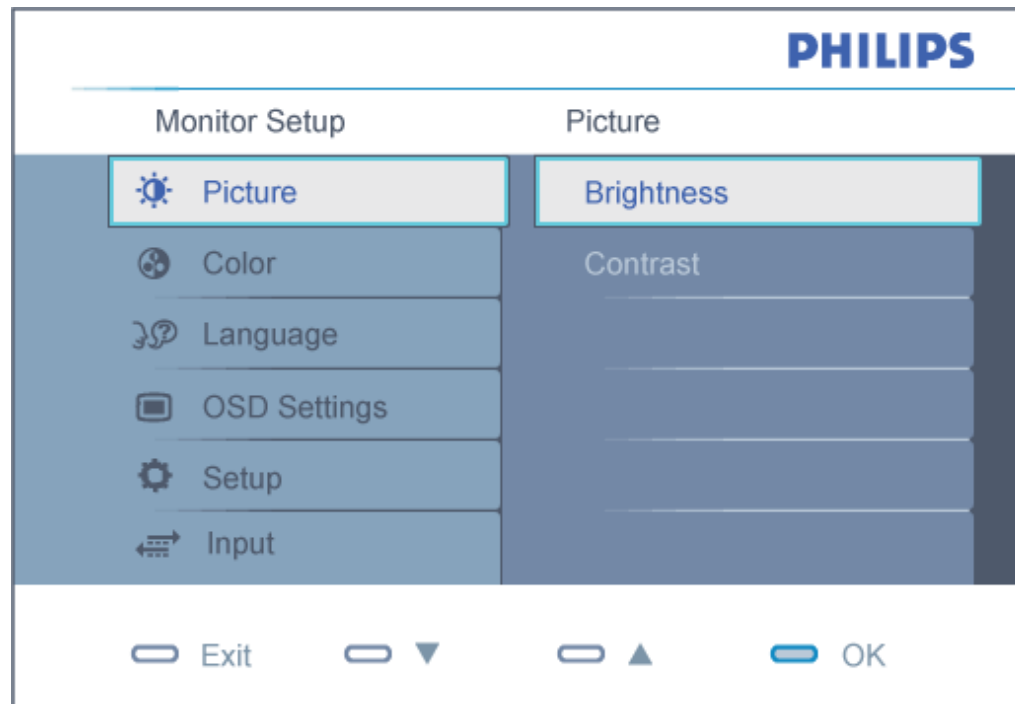 PHILIPS
Monitor Setup
Picture
Picture
Brightness
Color
Contrast
Language
OSD Settings
Setup
Input
Exit ▼ ▲ OK